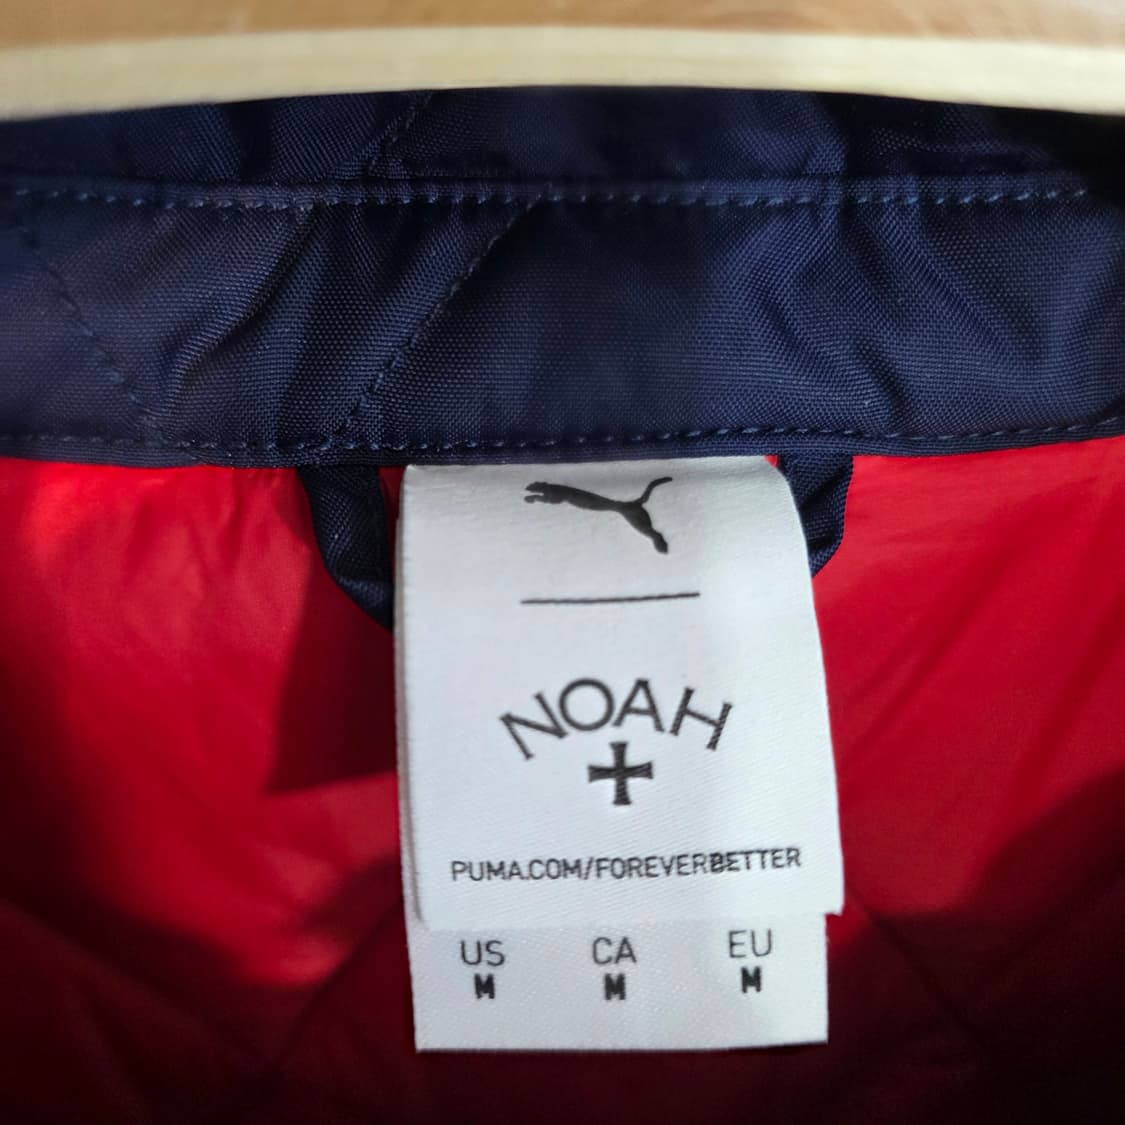 NOAH
PUMA.COM/FOREVERBETTER
US CA EU
M M M